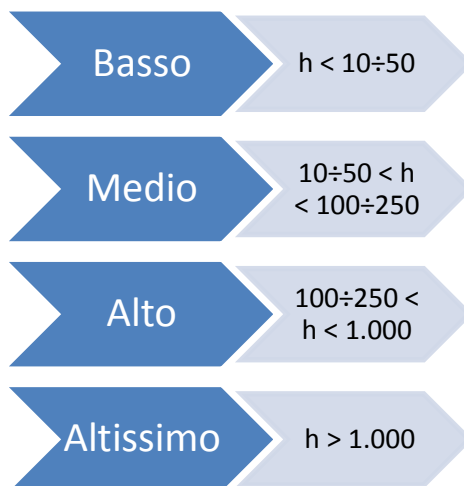 Basso
h < 10÷50
Medio
10÷50 < h
< 100÷250
Alto
100÷250 <
h < 1.000
Altissimo
h > 1.000